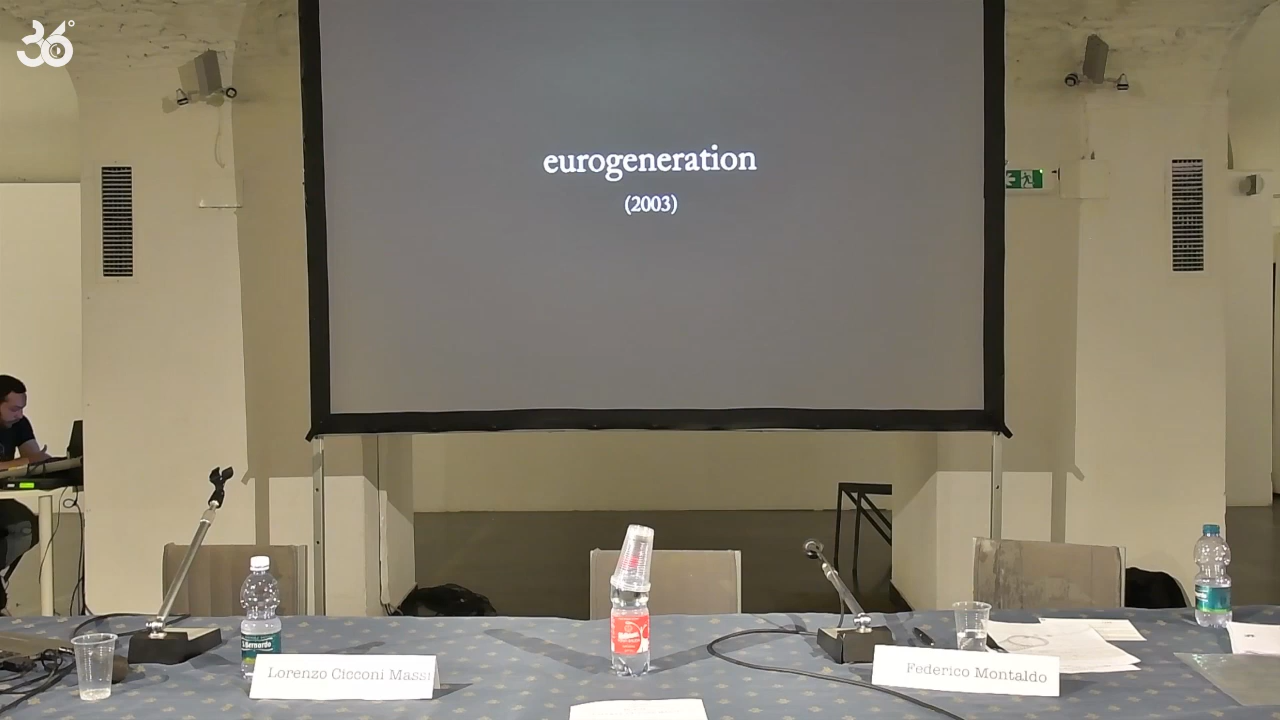 36°
eurogeneration
(2003)
Lorenzo Cicconi Massi
Federico Montaldo